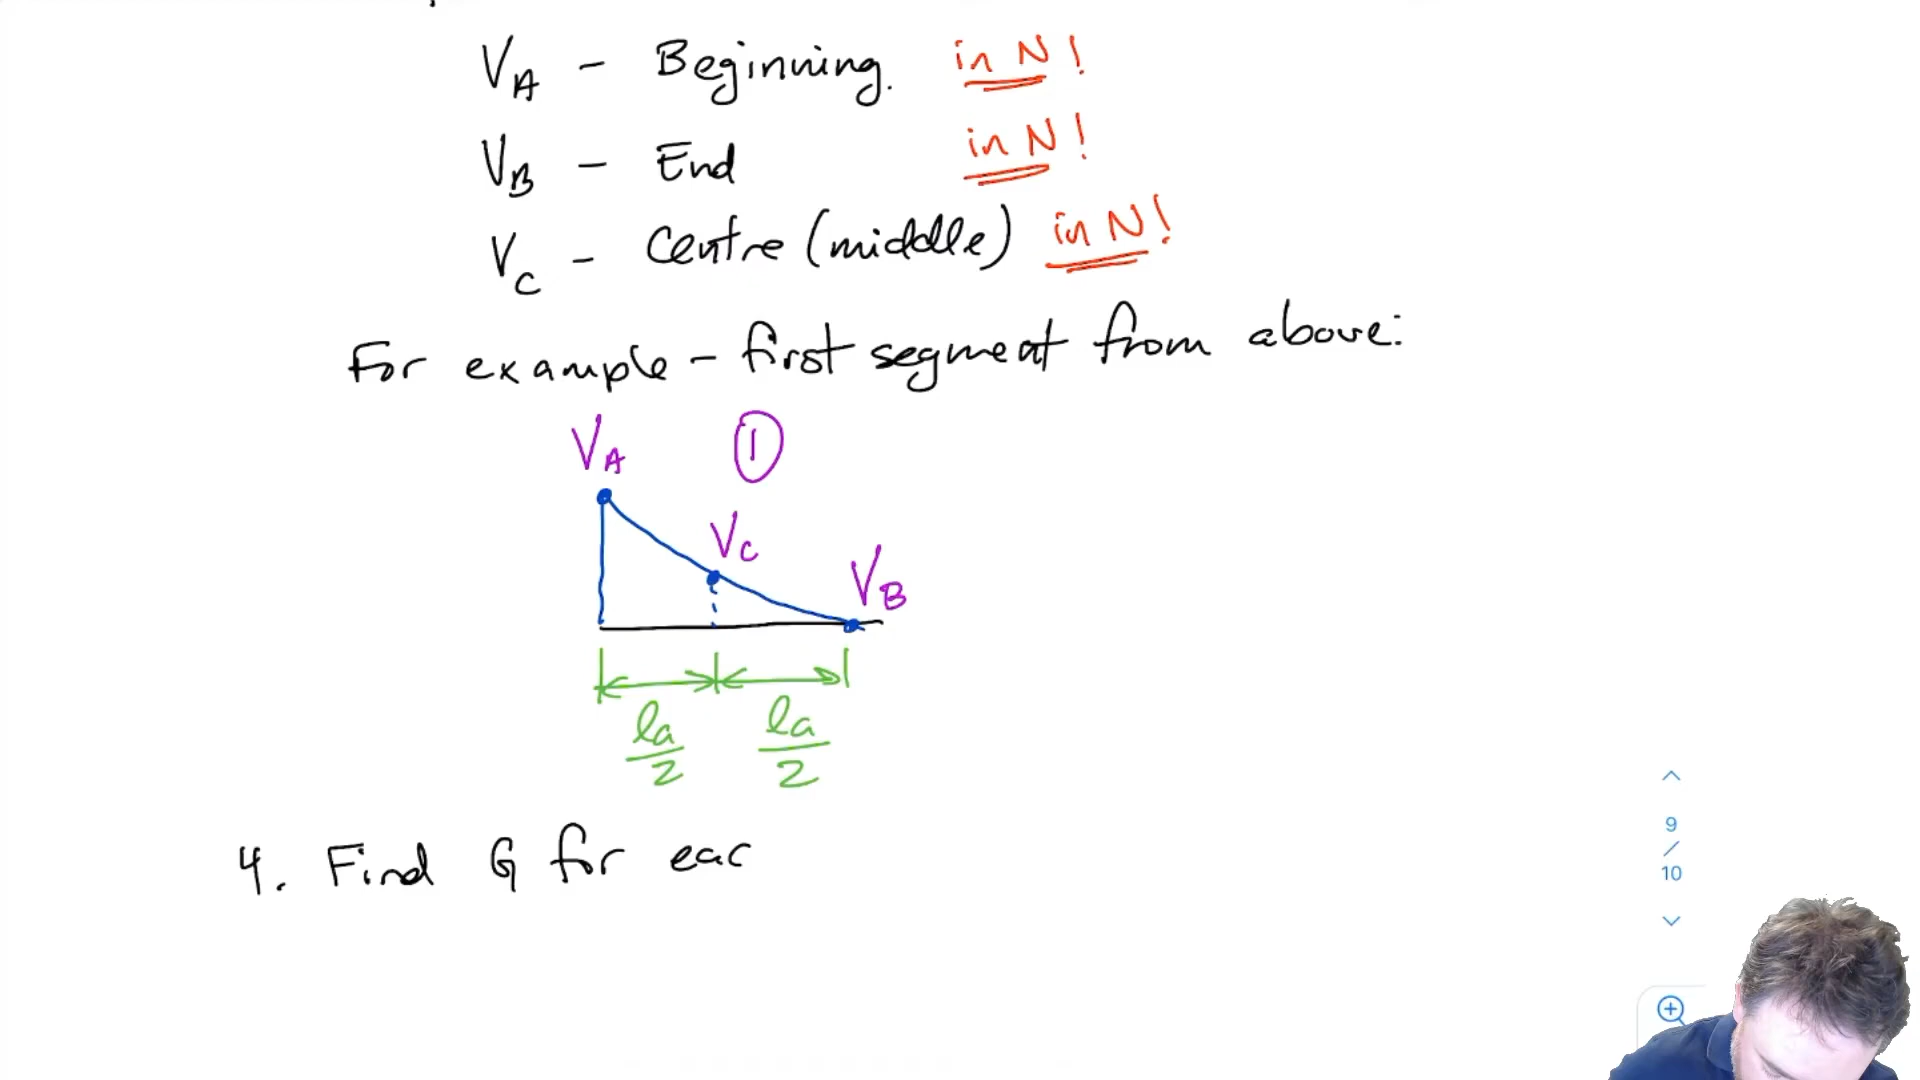 V_A - Beginning. in N!
V_B - End in N!
V_C - Centre (middle) in N!
For example - first segment from above:
V_A ①
V_C
V_B
la/2 la/2
4. Find G for eac
9
/
10